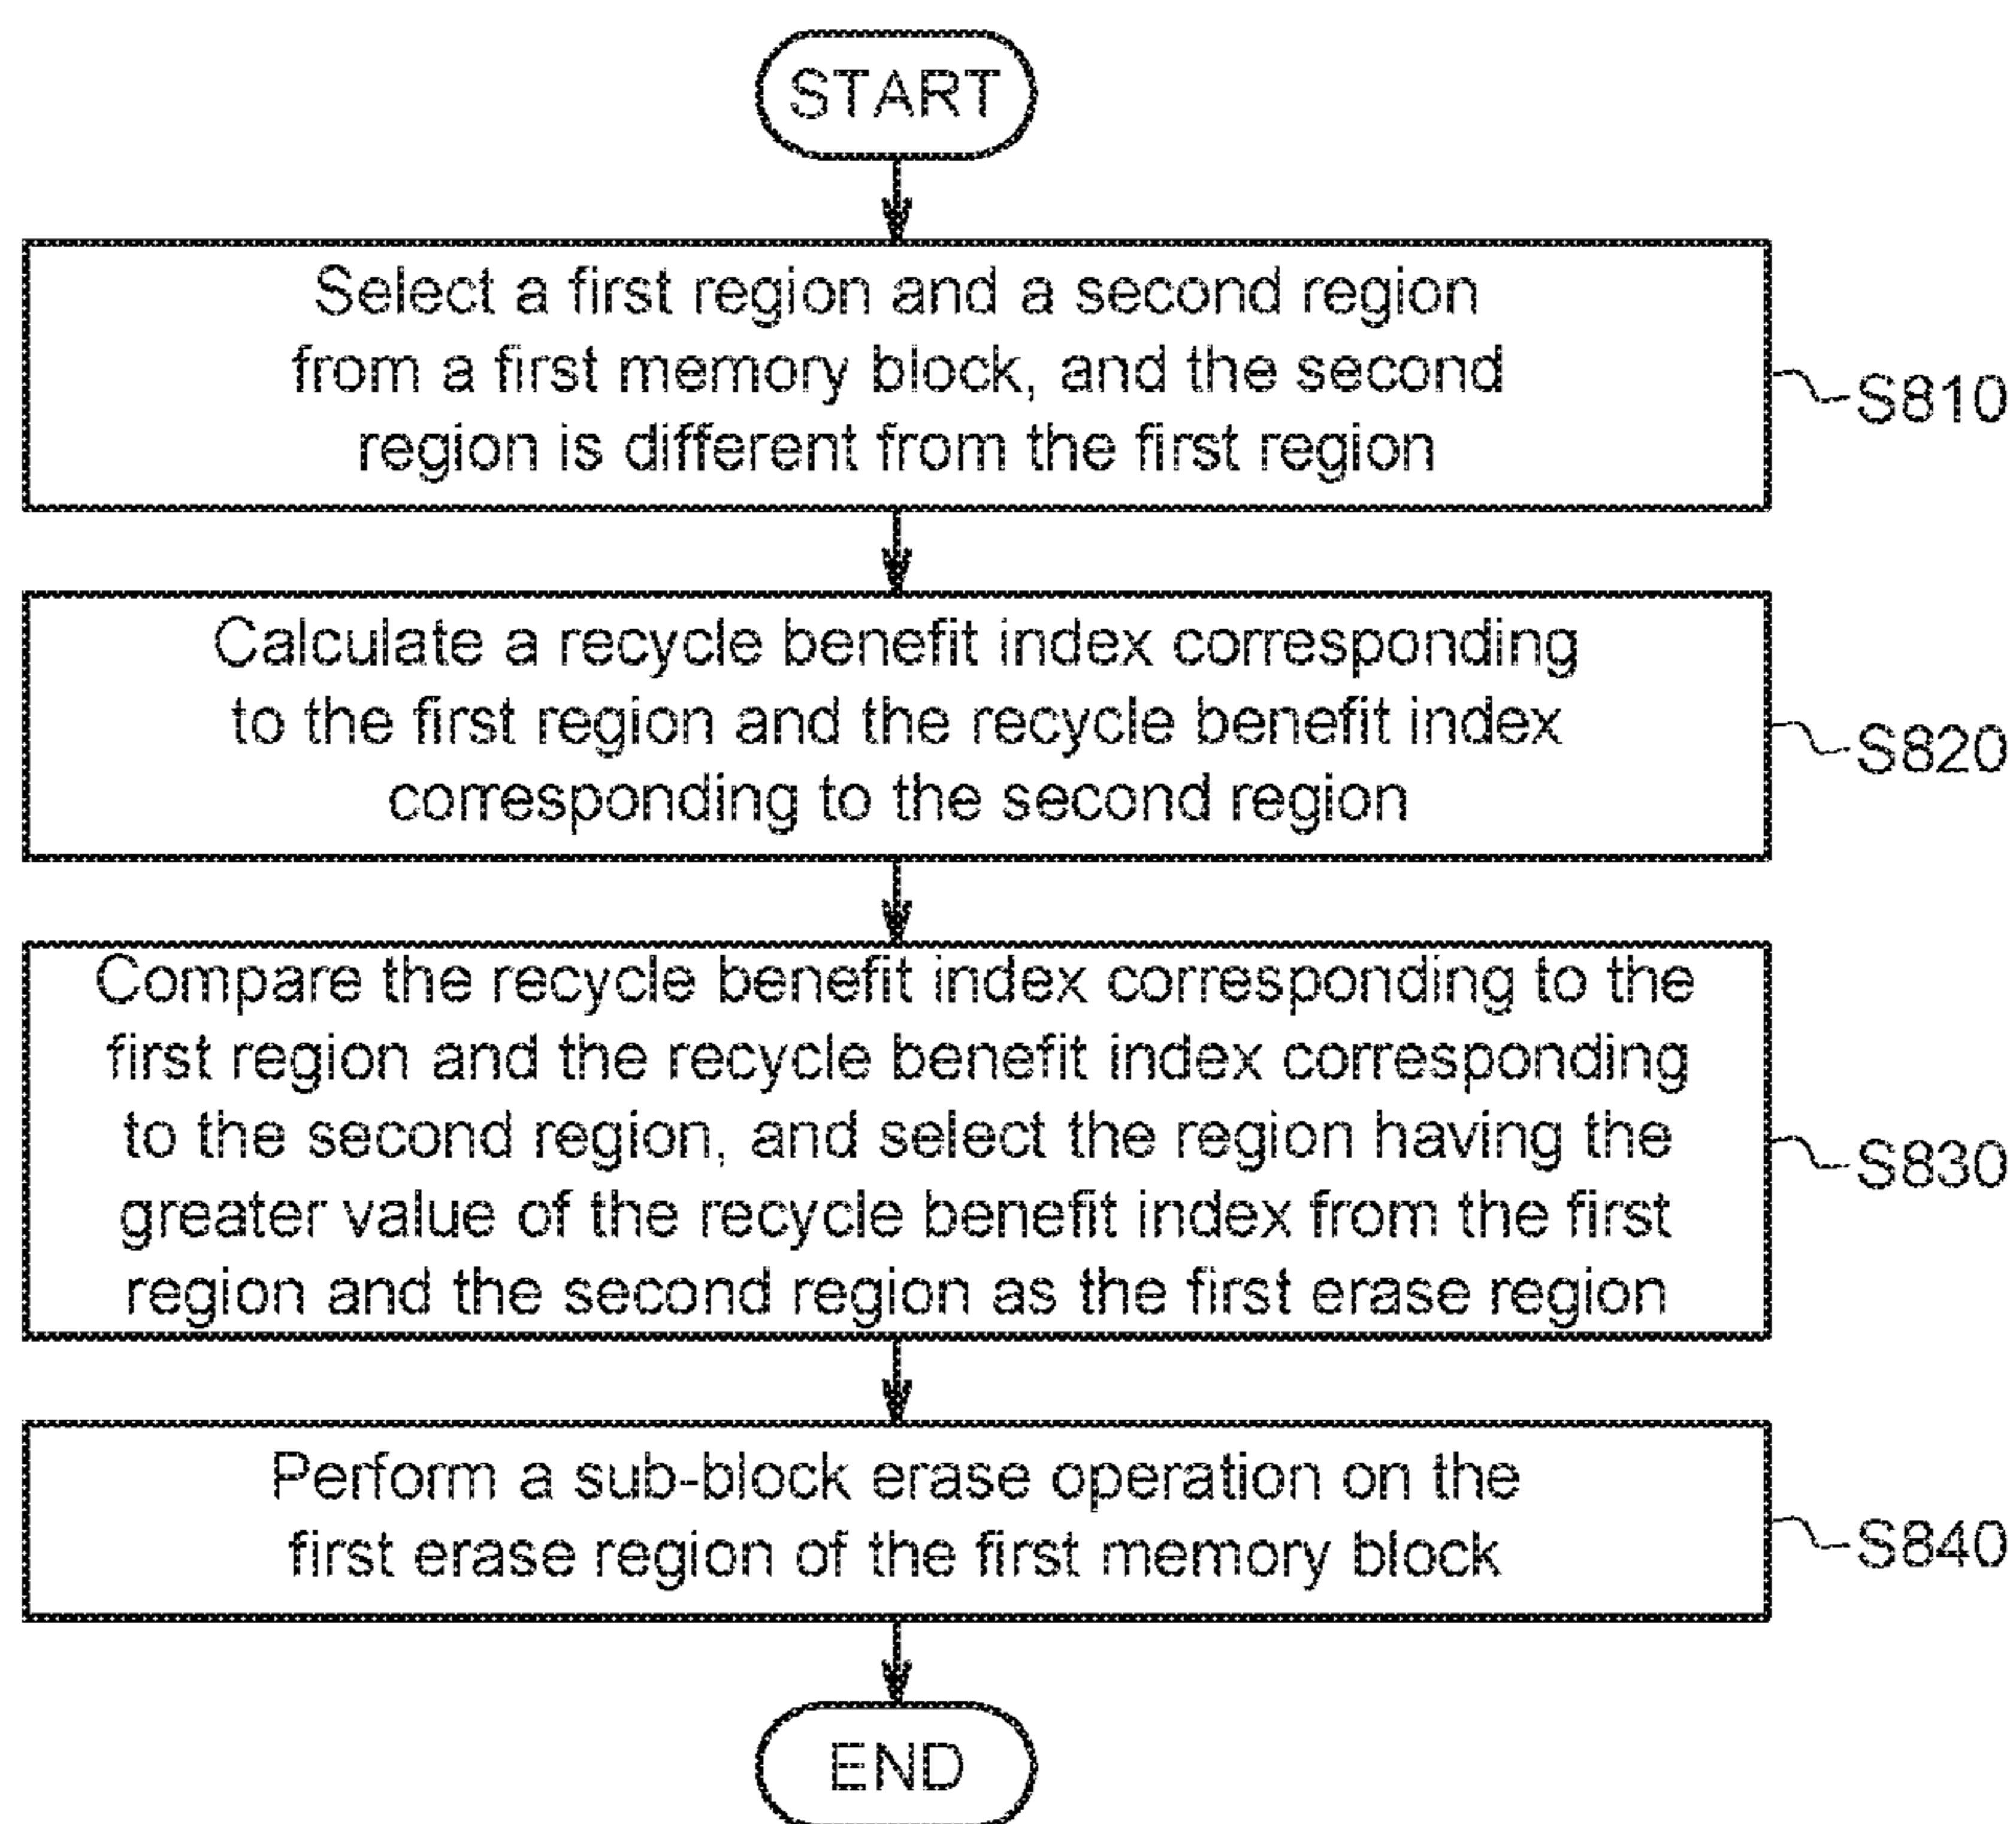 START
Select a first region and a second region
from a first memory block, and the second
region is different from the first region
S810
Calculate a recycle benefit index corresponding
to the first region and the recycle benefit index
corresponding to the second region
S820
Compare the recycle benefit index corresponding to the
first region and the recycle benefit index corresponding
to the second region, and select the region having the
greater value of the recycle benefit index from the first
region and the second region as the first erase region
S830
Perform a sub-block erase operation on the
first erase region of the first memory block
S840
END